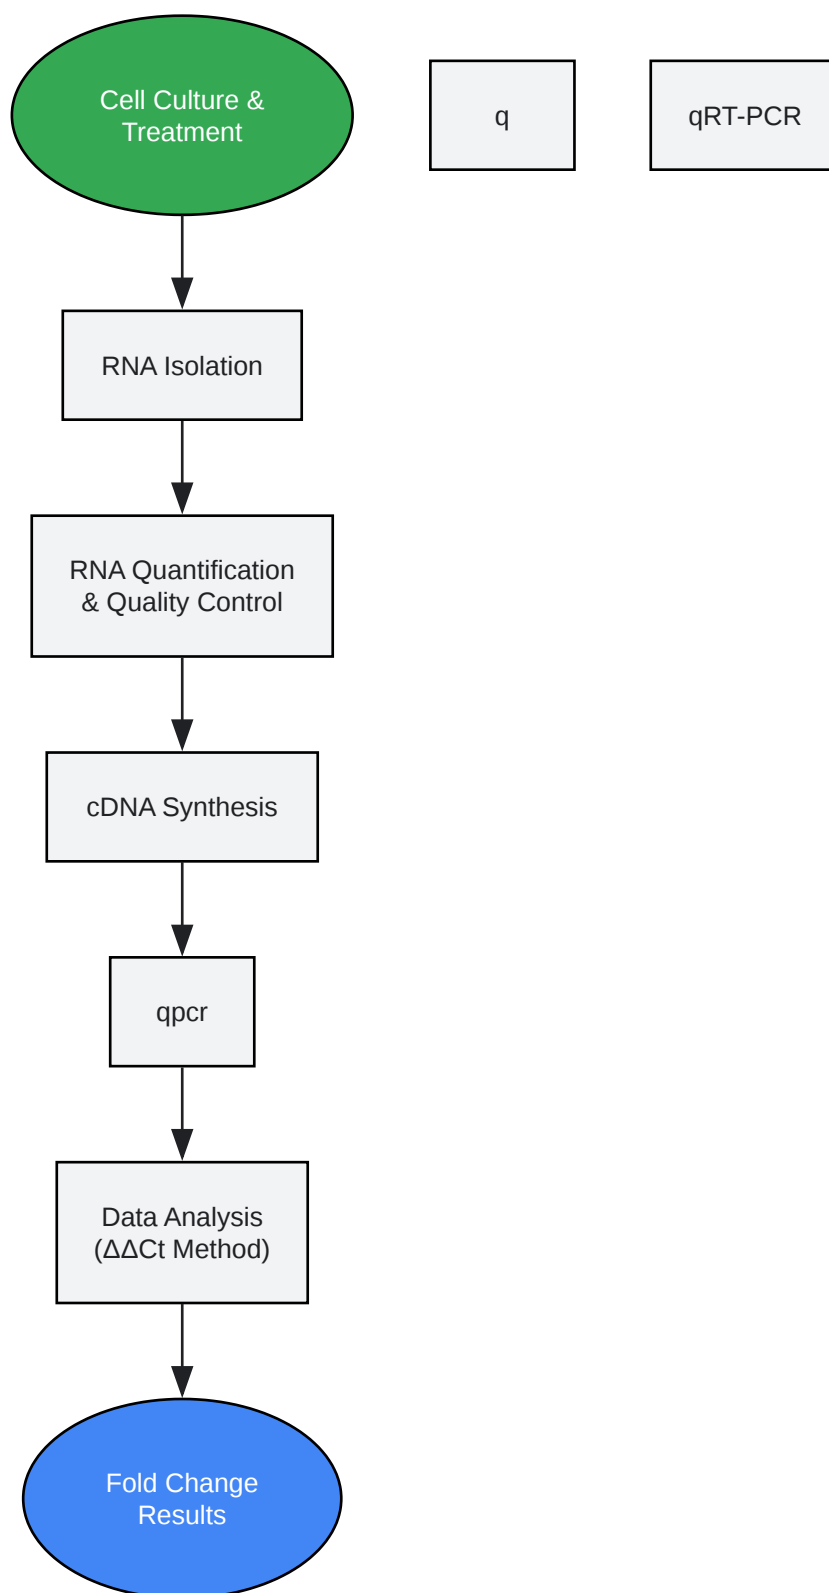 Cell Culture &
Treatment
q
qRT-PCR
RNA Isolation
RNA Quantification
& Quality Control
cDNA Synthesis
qpcr
Data Analysis
(ΔΔCt Method)
Fold Change
Results